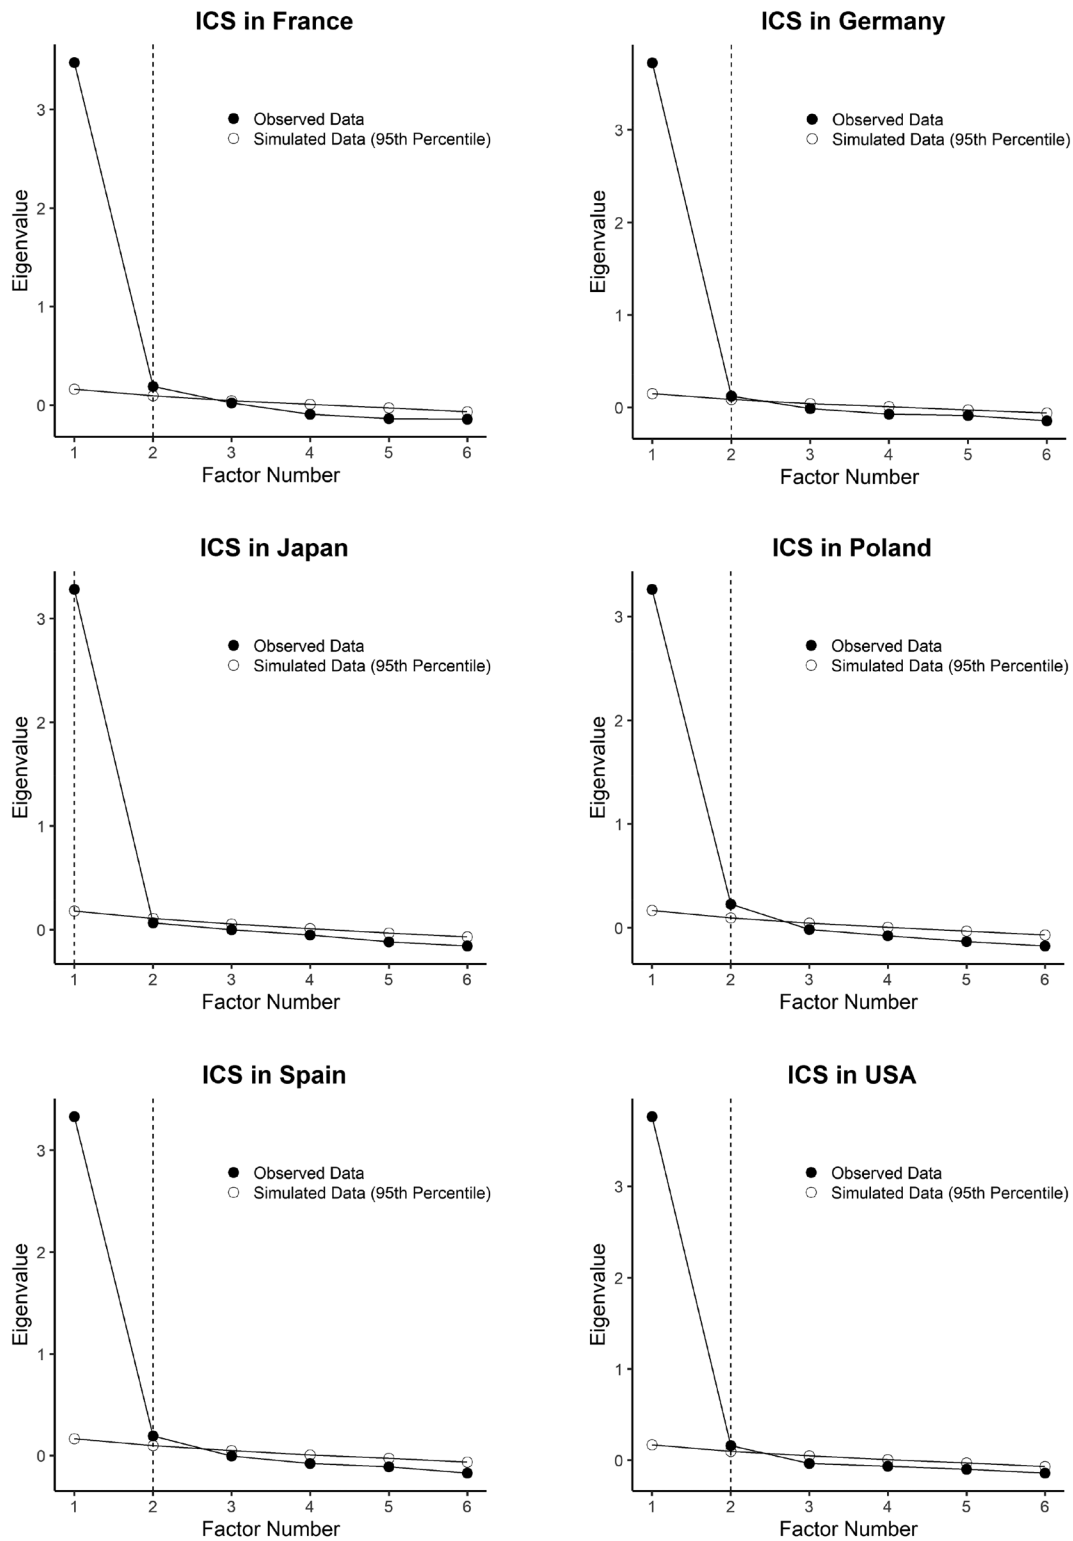 ICS in France
3
2
1
0
Eigenvalue
Observed Data
Simulated Data (95th Percentile)
1 2 3 4 5 6
Factor Number
ICS in Germany
3
2
1
0
Eigenvalue
Observed Data
Simulated Data (95th Percentile)
1 2 3 4 5 6
Factor Number
ICS in Japan
3
2
1
0
Eigenvalue
Observed Data
Simulated Data (95th Percentile)
1 2 3 4 5 6
Factor Number
ICS in Poland
3
2
1
0
Eigenvalue
Observed Data
Simulated Data (95th Percentile)
1 2 3 4 5 6
Factor Number
ICS in Spain
3
2
1
0
Eigenvalue
Observed Data
Simulated Data (95th Percentile)
1 2 3 4 5 6
Factor Number
ICS in USA
3
2
1
0
Eigenvalue
Observed Data
Simulated Data (95th Percentile)
1 2 3 4 5 6
Factor Number